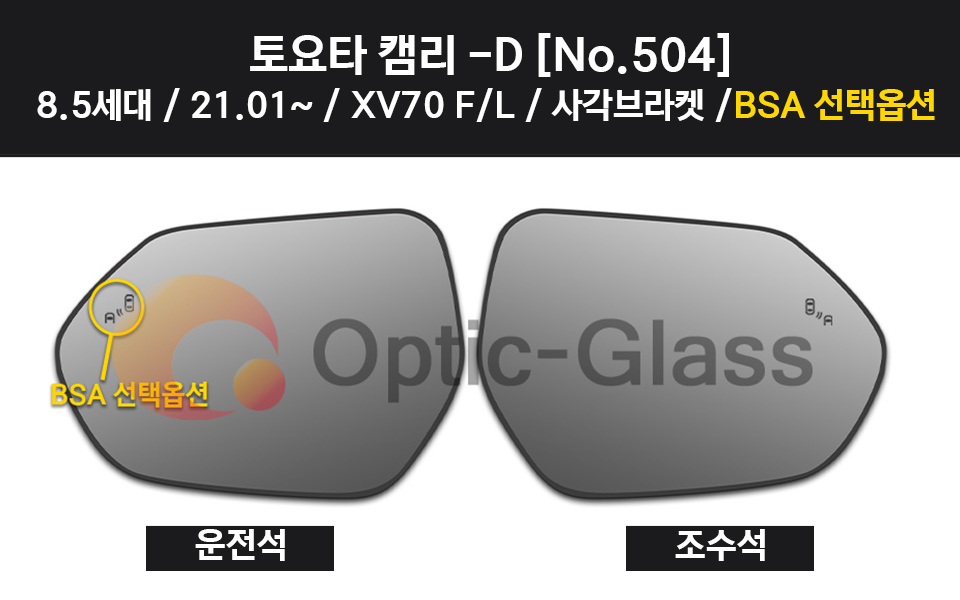 토요타 캠리 -D [No.504]
8.5세대 / 21.01~ / XV70 F/L / 사각브라켓 /BSA 선택옵션
Optic-Glass
BSA 선택옵션
운전석
조수석